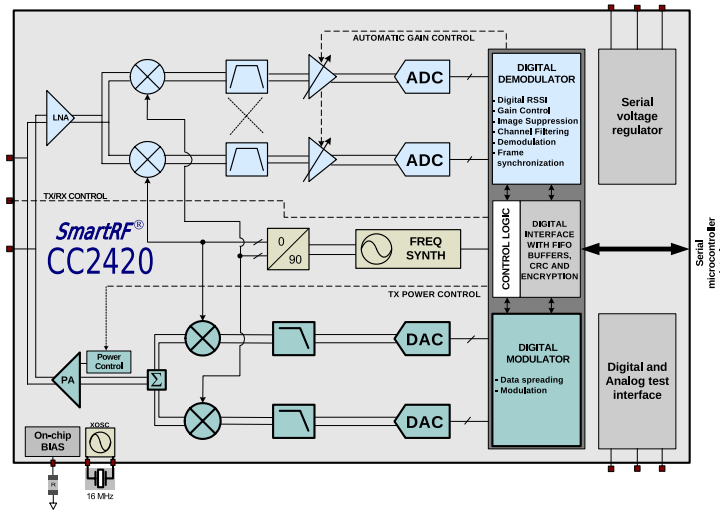 AUTOMATIC GAIN CONTROL
LNA
ADC
ADC
DIGITAL
DEMODULATOR
- Digital RSSI
- Gain Control
- Image Suppression
- Channel Filtering
- Demodulation
- Frame
synchronization
Serial
voltage
regulator
TX/RX CONTROL
SmartRF®
CC2420
0
90
FREQ
SYNTH
CONTROL LOGIC
DIGITAL
INTERFACE
WITH FIFO
BUFFERS,
CRC AND
ENCRYPTION
Serial
microcontroller
TX POWER CONTROL
Power
Control
PA
Σ
DAC
DAC
DIGITAL
MODULATOR
- Data spreading
- Modulation
Digital and
Analog test
interface
On-chip
BIAS
XOSC
R
16 MHz